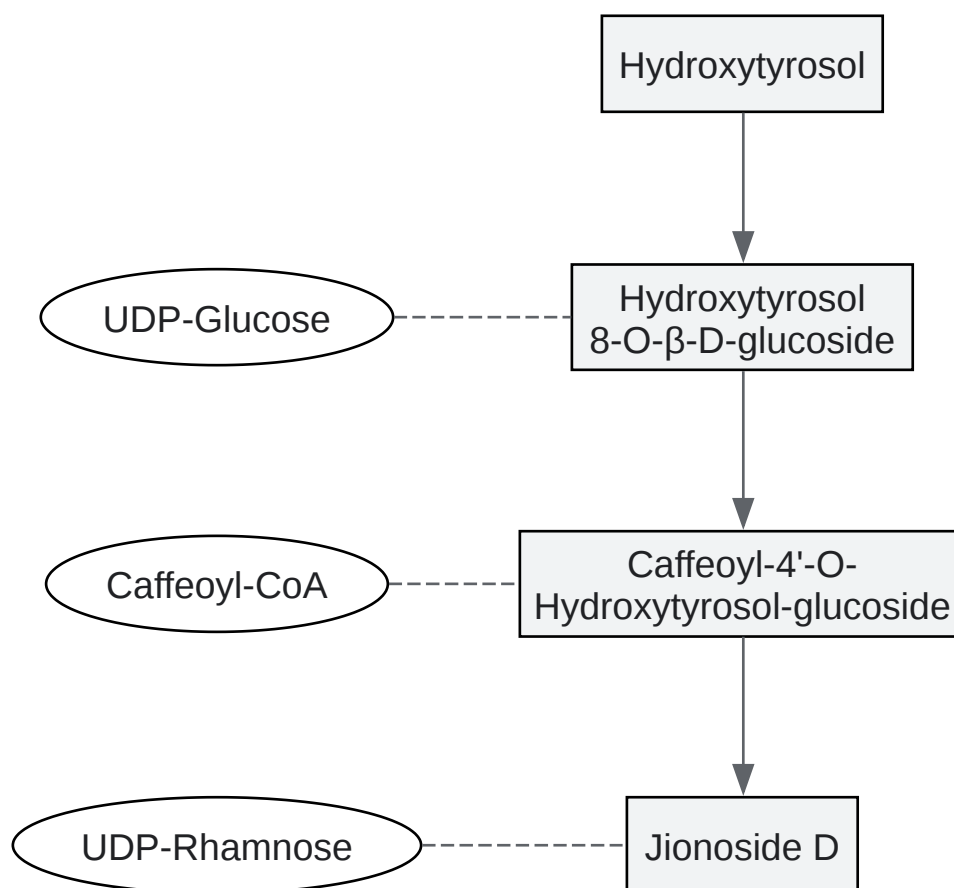 Hydroxytyrosol
UDP-Glucose
Hydroxytyrosol
8-O-β-D-glucoside
Caffeoyl-CoA
Caffeoyl-4'-O-
Hydroxytyrosol-glucoside
UDP-Rhamnose
Jionoside D